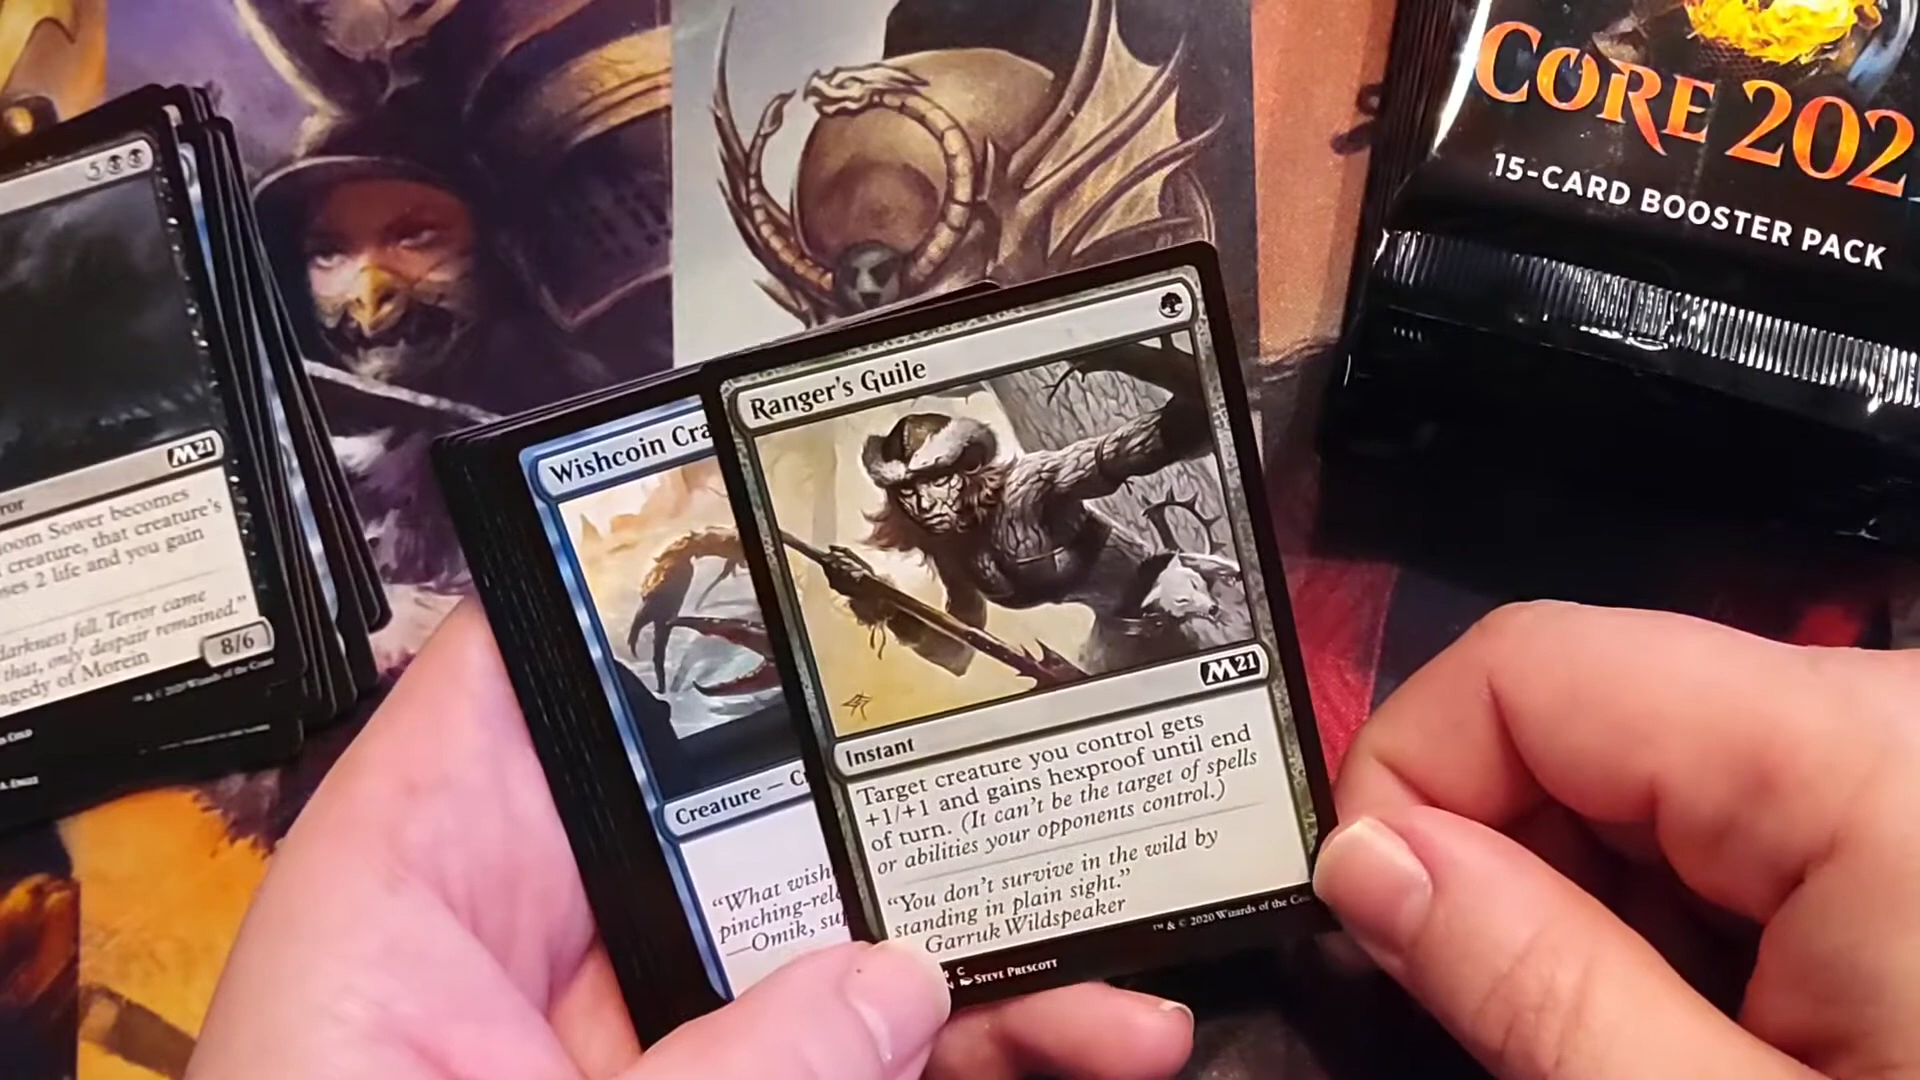 CORE 202
15-CARD BOOSTER PACK
5
M21
oom Sower becomes
creature, that creature's
ses 2 life and you gain
darkness fell. Terror came
that, only despair remained."
agedy of Morein
8/6
™ & © 2020 Wizards of the Coast
Wishcoin Cra
Creature — C
"What wish
pinching-rel
—Omik, su
Ranger's Guile
M21
Instant
Target creature you control gets
+1/+1 and gains hexproof until end
of turn. (It can't be the target of spells
or abilities your opponents control.)
"You don't survive in the wild by
standing in plain sight."
Garruk Wildspeaker
™ & © 2020 Wizards of the Co
C
STEVE PRESCOTT